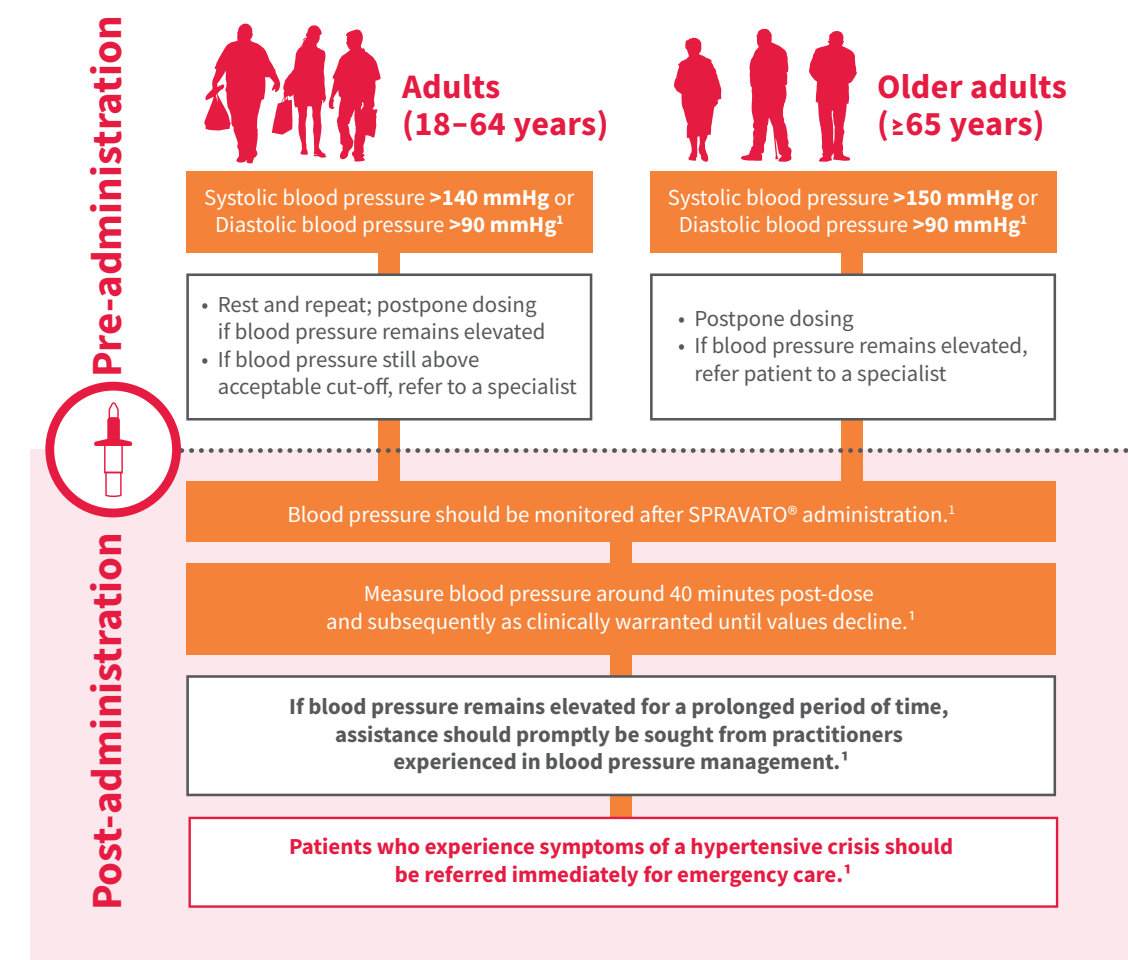 Pre-administration
Adults
(18–64 years)
Older adults
(≥65 years)
Systolic blood pressure >140 mmHg or
Diastolic blood pressure >90 mmHg¹
Systolic blood pressure >150 mmHg or
Diastolic blood pressure >90 mmHg¹
• Rest and repeat; postpone dosing
if blood pressure remains elevated
• If blood pressure still above
acceptable cut-off, refer to a specialist
• Postpone dosing
• If blood pressure remains elevated,
refer patient to a specialist
Post-administration
Blood pressure should be monitored after SPRAVATO® administration.¹
Measure blood pressure around 40 minutes post-dose
and subsequently as clinically warranted until values decline.¹
If blood pressure remains elevated for a prolonged period of time,
assistance should promptly be sought from practitioners
experienced in blood pressure management.¹
Patients who experience symptoms of a hypertensive crisis should
be referred immediately for emergency care.¹